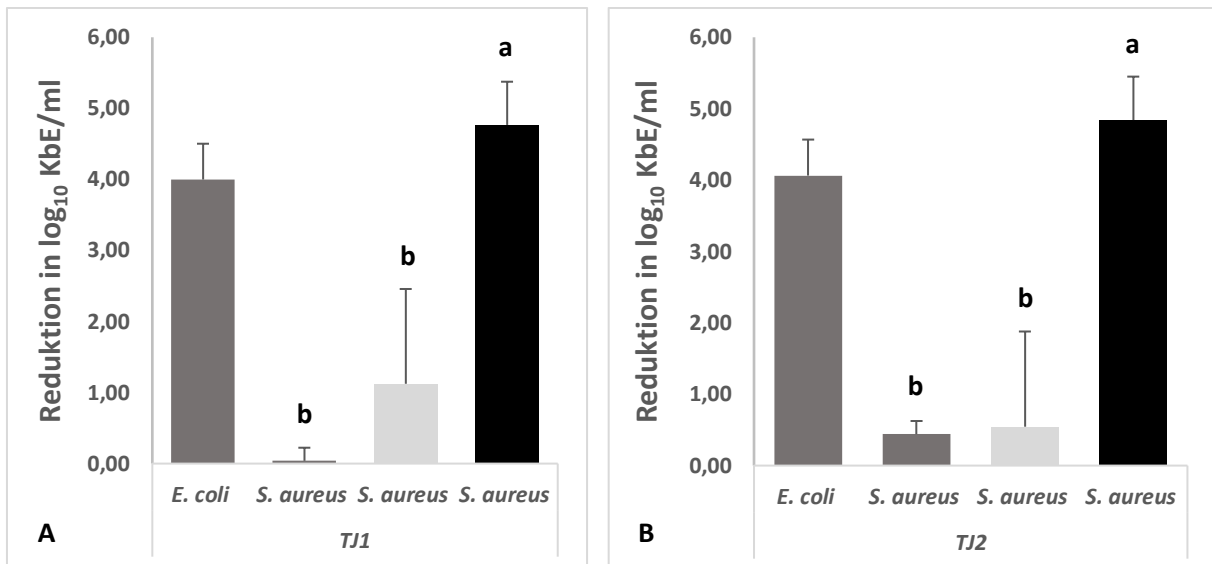 Reduktion in log10 KbE/ml
6,00
5,00
4,00
3,00
2,00
1,00
0,00
b
b
a
E. coli
S. aureus
S. aureus
S. aureus
TJ1
A
Reduktion in log10 KbE/ml
6,00
5,00
4,00
3,00
2,00
1,00
0,00
b
b
a
E. coli
S. aureus
S. aureus
S. aureus
TJ2
B